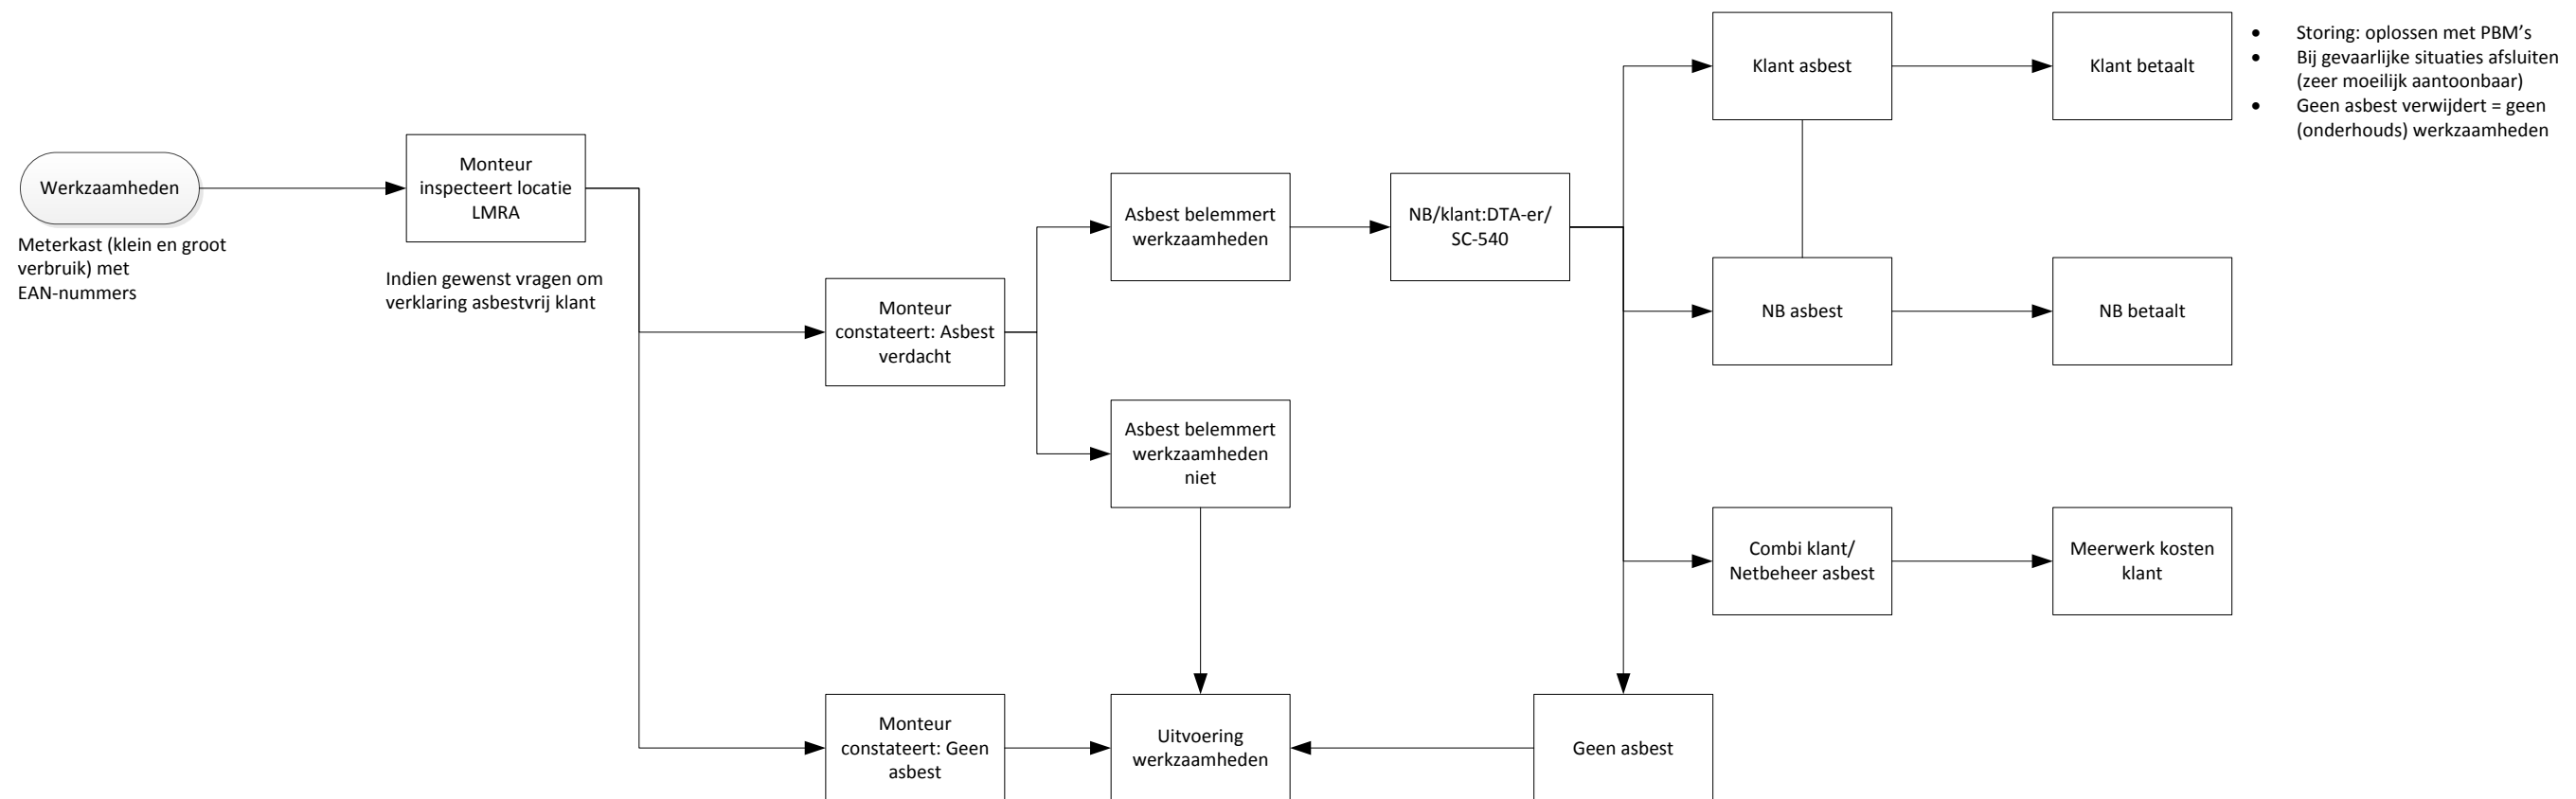 Werkzaamheden
Meterkast (klein en groot
verbruik) met
EAN-nummers
Monteur
inspecteert locatie
LMRA
Indien gewenst vragen om
verklaring asbestvrij klant
Monteur
constateert: Asbest
verdacht
Monteur
constateert: Geen
asbest
Asbest belemmert
werkzaamheden
Asbest belemmert
werkzaamheden
niet
Uitvoering
werkzaamheden
NB/klant:DTA-er/
SC-540
Geen asbest
Klant asbest
NB asbest
Combi klant/
Netbeheer asbest
Klant betaalt
NB betaalt
Meerwerk kosten
klant
• Storing: oplossen met PBM’s
• Bij gevaarlijke situaties afsluiten
(zeer moeilijk aantoonbaar)
• Geen asbest verwijdert = geen
(onderhouds) werkzaamheden